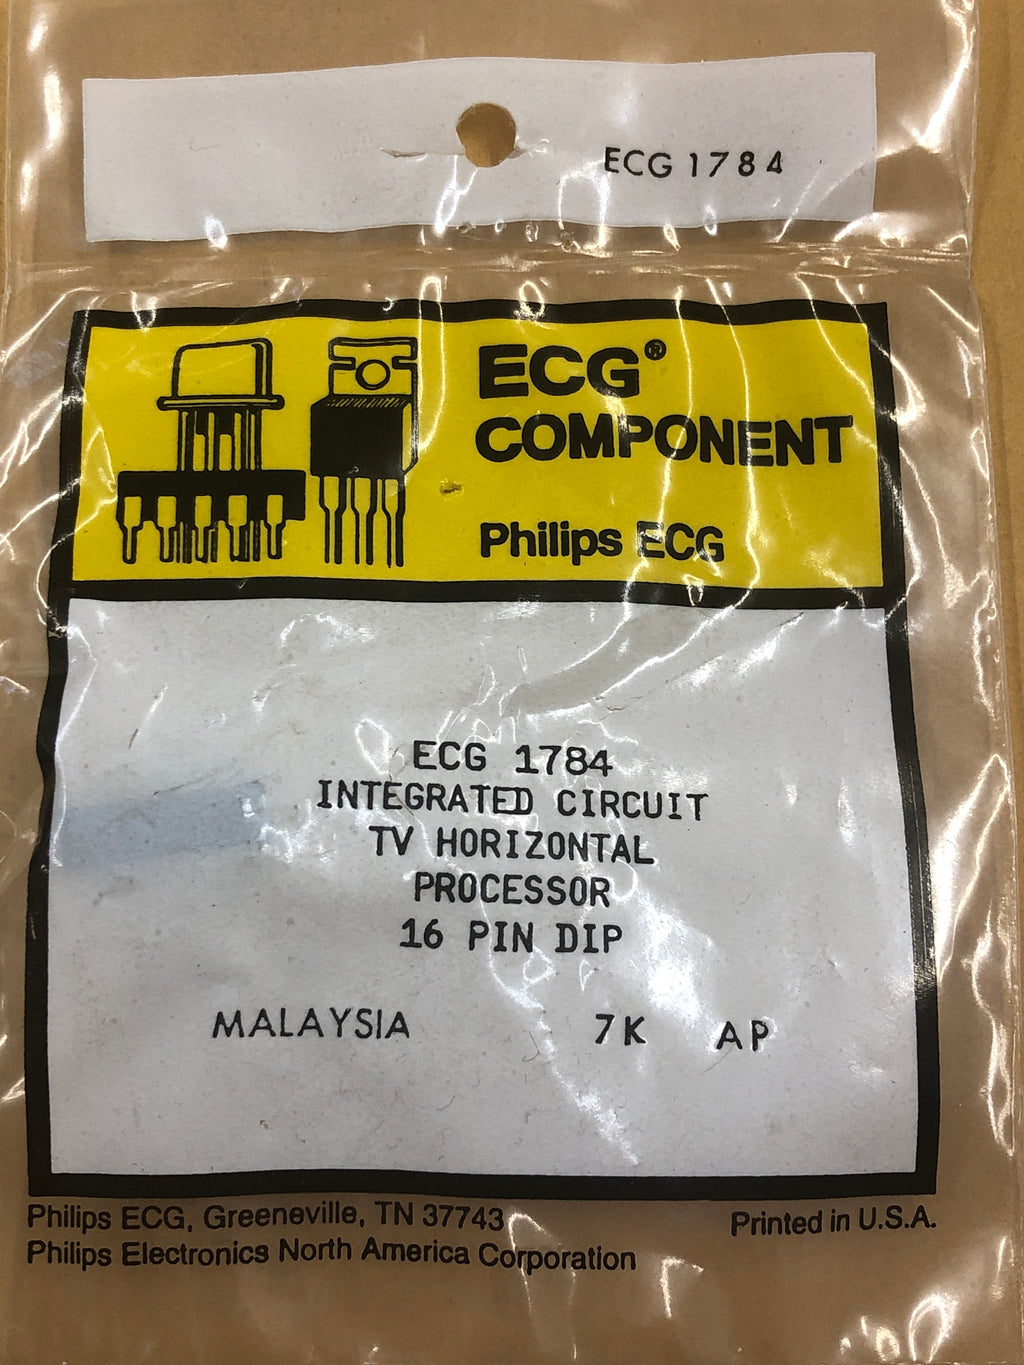 ECG 1784
ECG®
COMPONENT
Philips ECG
ECG 1784
INTEGRATED CIRCUIT
TV HORIZONTAL
PROCESSOR
16 PIN DIP
MALAYSIA 7K AP
Philips ECG, Greeneville, TN 37743 Printed in U.S.A.
Philips Electronics North America Corporation